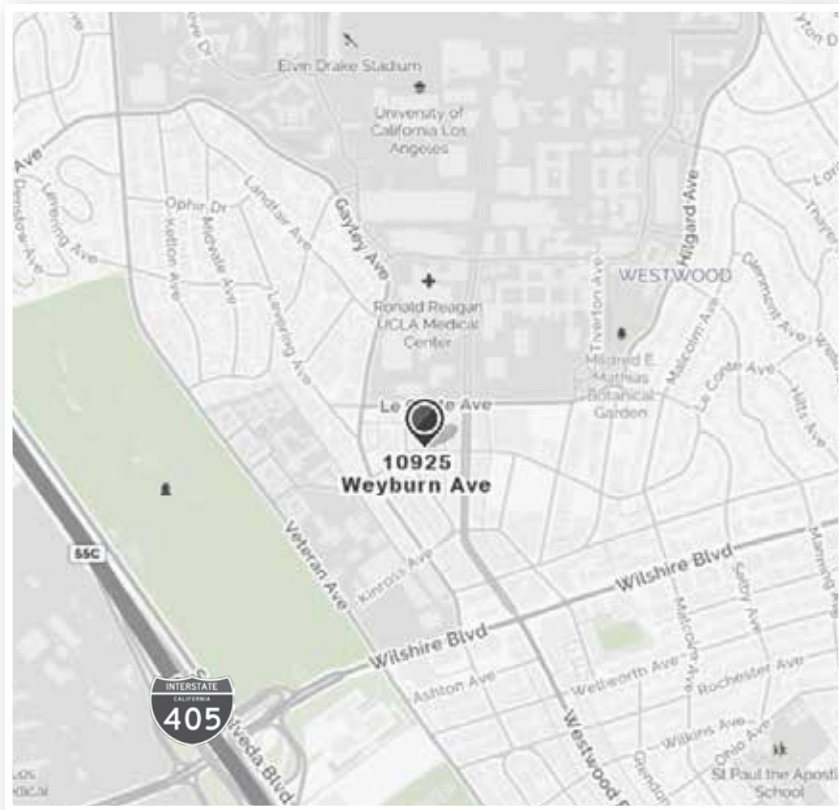 Elvin Drake Stadium
University of
California Los
Angeles
Ave
Levering Ave
Ophir Dr
Kelton Ave
Midvale Ave
Landfair Ave
Gayley Ave
Levering Ave
Ronald Reagan
UCLA Medical
Center
Tiverton Ave
Hilgard Ave
WESTWOOD
Mildred E.
Mathias
Botanical
Garden
Malcolm Ave
Glenmont Ave
Le Conte Ave
Hilts Ave
10925
Weyburn Ave
55C
Veteran Ave
Kinross Ave
Wilshire Blvd
Wilshire Blvd
INTERSTATE
CALIFORNIA
405
Ashton Ave
Westwood
Wellworth Ave
Malcolm Ave
Selby Ave
Rochester Ave
Wilkins Ave
Ohio Ave
Glendon
St Paul the Apostl
School